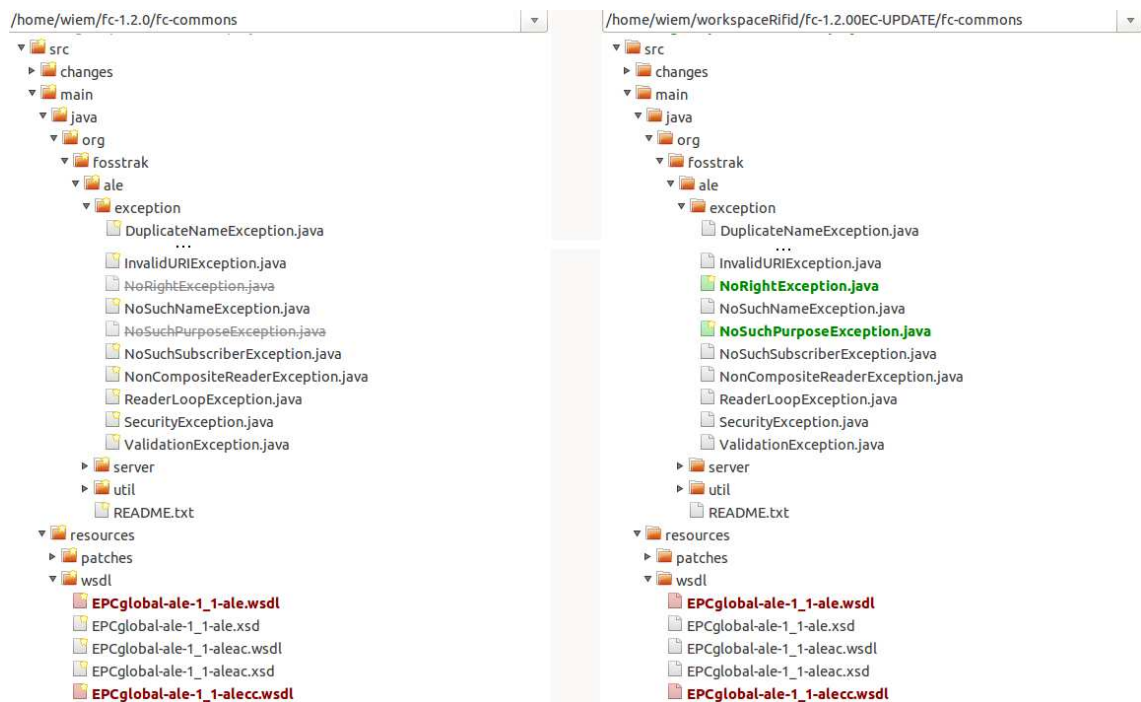 /home/wiem/fc-1.2.0/fc-commons
src
changes
main
java
org
fosstrak
ale
exception
DuplicateNameException.java
...
InvalidURIException.java
NoRightException.java
NoSuchNameException.java
NoSuchPurposeException.java
NoSuchSubscriberException.java
NonCompositeReaderException.java
ReaderLoopException.java
SecurityException.java
ValidationException.java
server
util
README.txt
resources
patches
wsdl
EPCglobal-ale-1_1-ale.wsdl
EPCglobal-ale-1_1-ale.xsd
EPCglobal-ale-1_1-aleac.wsdl
EPCglobal-ale-1_1-aleac.xsd
EPCglobal-ale-1_1-alecc.wsdl
/home/wiem/workspaceRifid/fc-1.2.00EC-UPDATE/fc-commons
src
changes
main
java
org
fosstrak
ale
exception
DuplicateNameException.java
...
InvalidURIException.java
NoRightException.java
NoSuchNameException.java
NoSuchPurposeException.java
NoSuchSubscriberException.java
NonCompositeReaderException.java
ReaderLoopException.java
SecurityException.java
ValidationException.java
server
util
README.txt
resources
patches
wsdl
EPCglobal-ale-1_1-ale.wsdl
EPCglobal-ale-1_1-ale.xsd
EPCglobal-ale-1_1-aleac.wsdl
EPCglobal-ale-1_1-aleac.xsd
EPCglobal-ale-1_1-alecc.wsdl